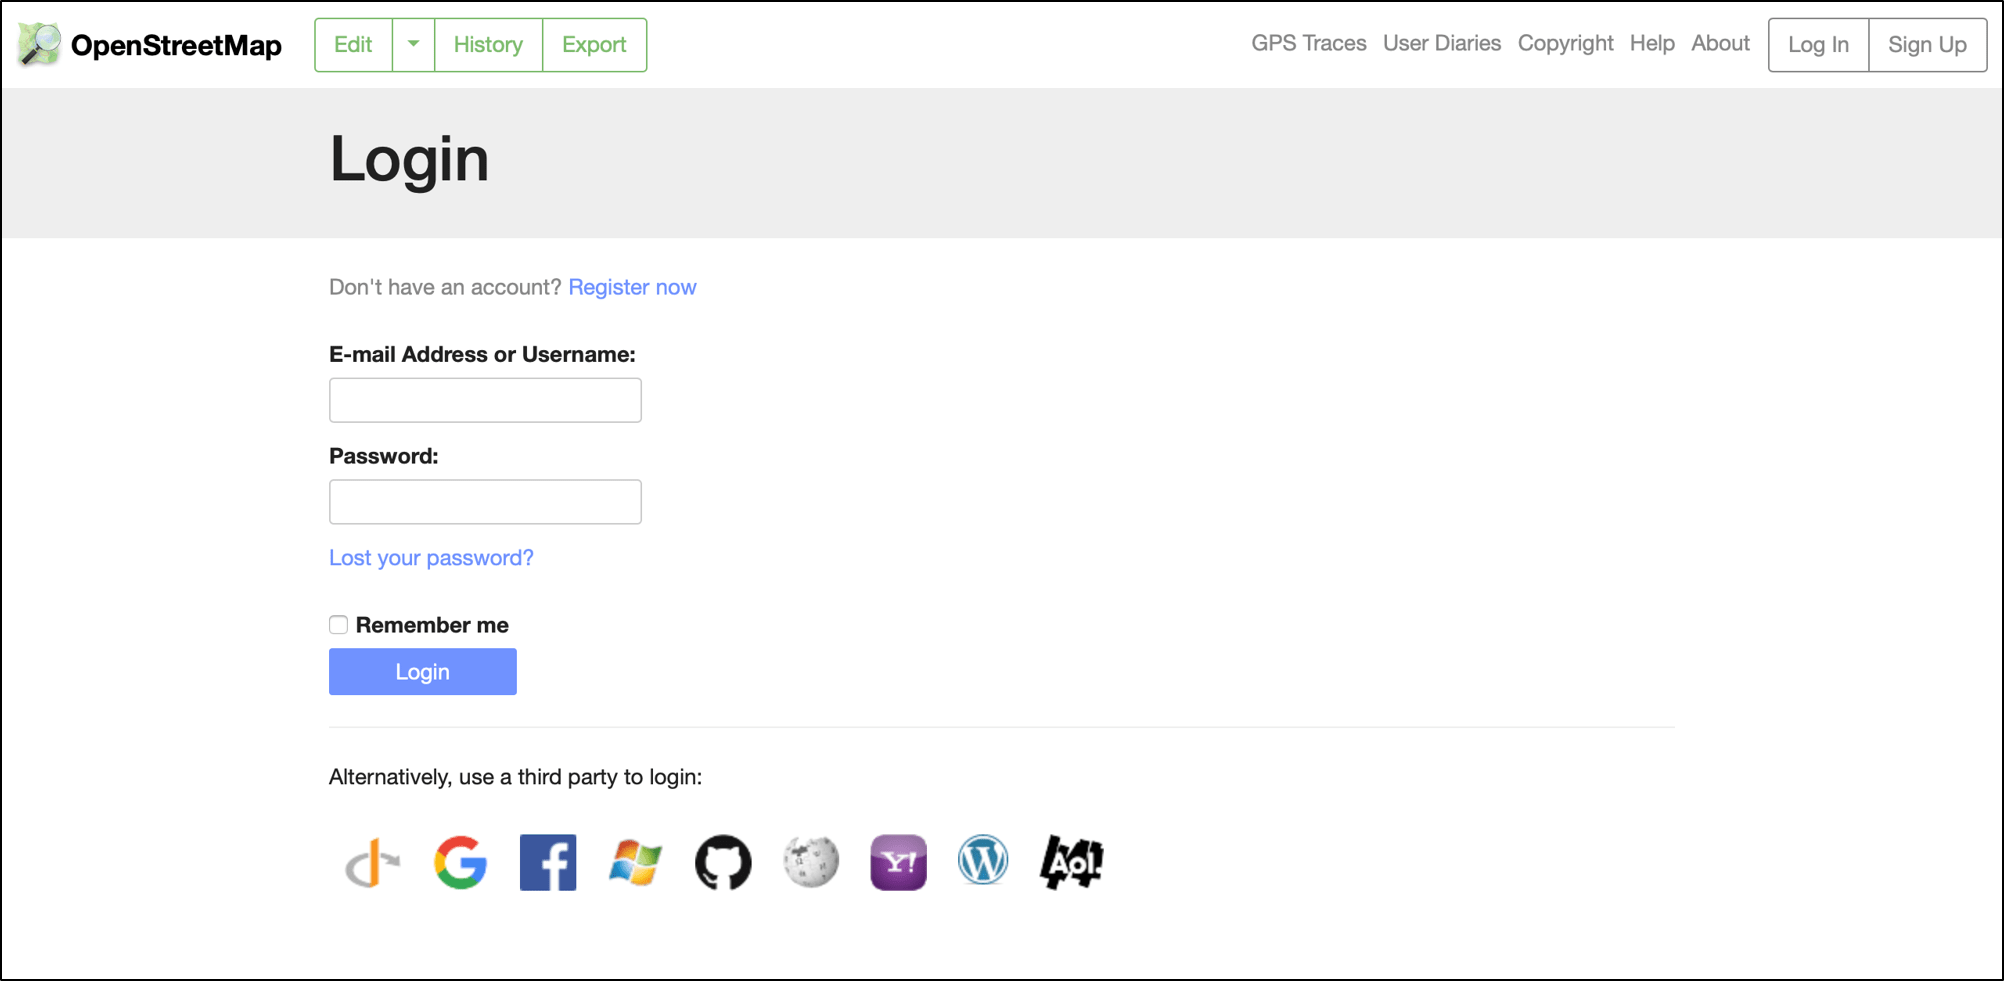 OpenStreetMap Edit History Export GPS Traces User Diaries Copyright Help About Log In Sign Up
Login
Don't have an account? Register now
E-mail Address or Username:
Password:
Lost your password?
Remember me
Login
Alternatively, use a third party to login:
Y! W Aol.